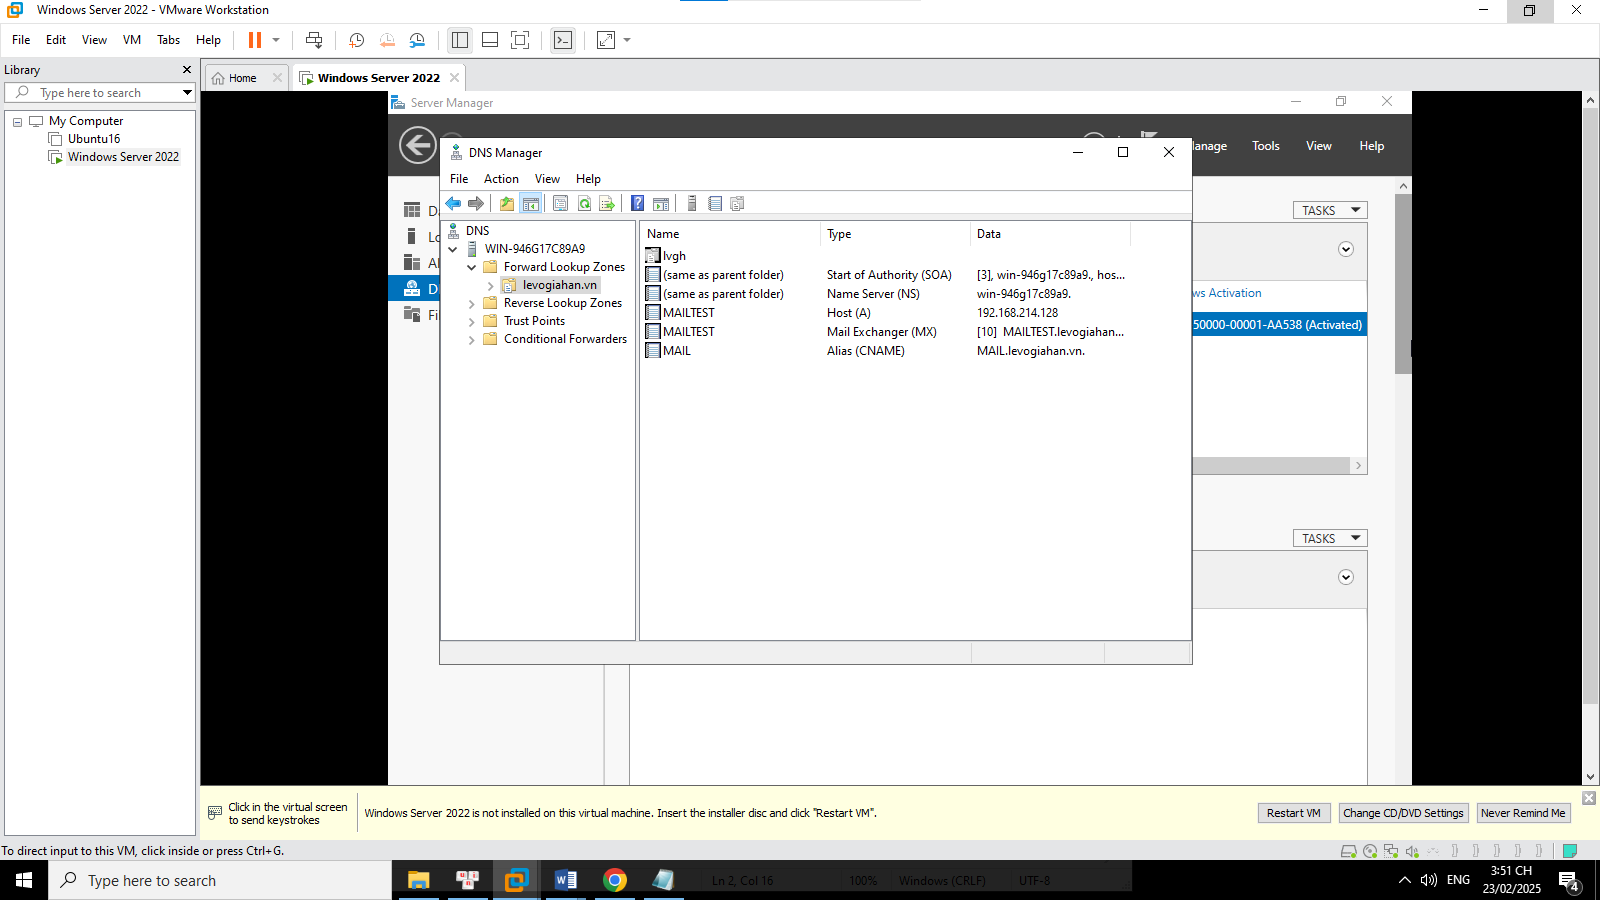 Windows Server 2022 - VMware Workstation
File Edit View VM Tabs Help
Library
Type here to search
My Computer
Ubuntu16
Windows Server 2022
Home
Windows Server 2022
Server Manager
anage Tools View Help
DNS Manager
File Action View Help
DNS
WIN-946G17C89A9
Forward Lookup Zones
levogiahan.vn
Reverse Lookup Zones
Trust Points
Conditional Forwarders
Name Type Data
lvgh
(same as parent folder) Start of Authority (SOA) [3], win-946g17c89a9., hos...
(same as parent folder) Name Server (NS) win-946g17c89a9.
MAILTEST Host (A) 192.168.214.128
MAILTEST Mail Exchanger (MX) [10] MAILTEST.levogiahan...
MAIL Alias (CNAME) MAIL.levogiahan.vn.
TASKS
ws Activation
50000-00001-AA538 (Activated)
TASKS
Click in the virtual screen
to send keystrokes
Windows Server 2022 is not installed on this virtual machine. Insert the installer disc and click "Restart VM".
Restart VM
Change CD/DVD Settings
Never Remind Me
To direct input to this VM, click inside or press Ctrl+G.
Type here to search
Ln 2, Col 16 100% Windows (CRLF) UTF-8
ENG
3:51 CH
23/02/2025
4